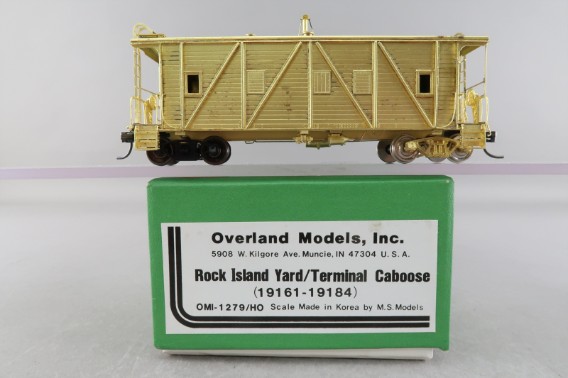 Overland Models, Inc.
5908 W. Kilgore Ave. Muncie, IN 47304 U.S.A.
Rock Island Yard/Terminal Caboose
(19161-19184)
OMI-1279/HO Scale Made in Korea by M.S. Models